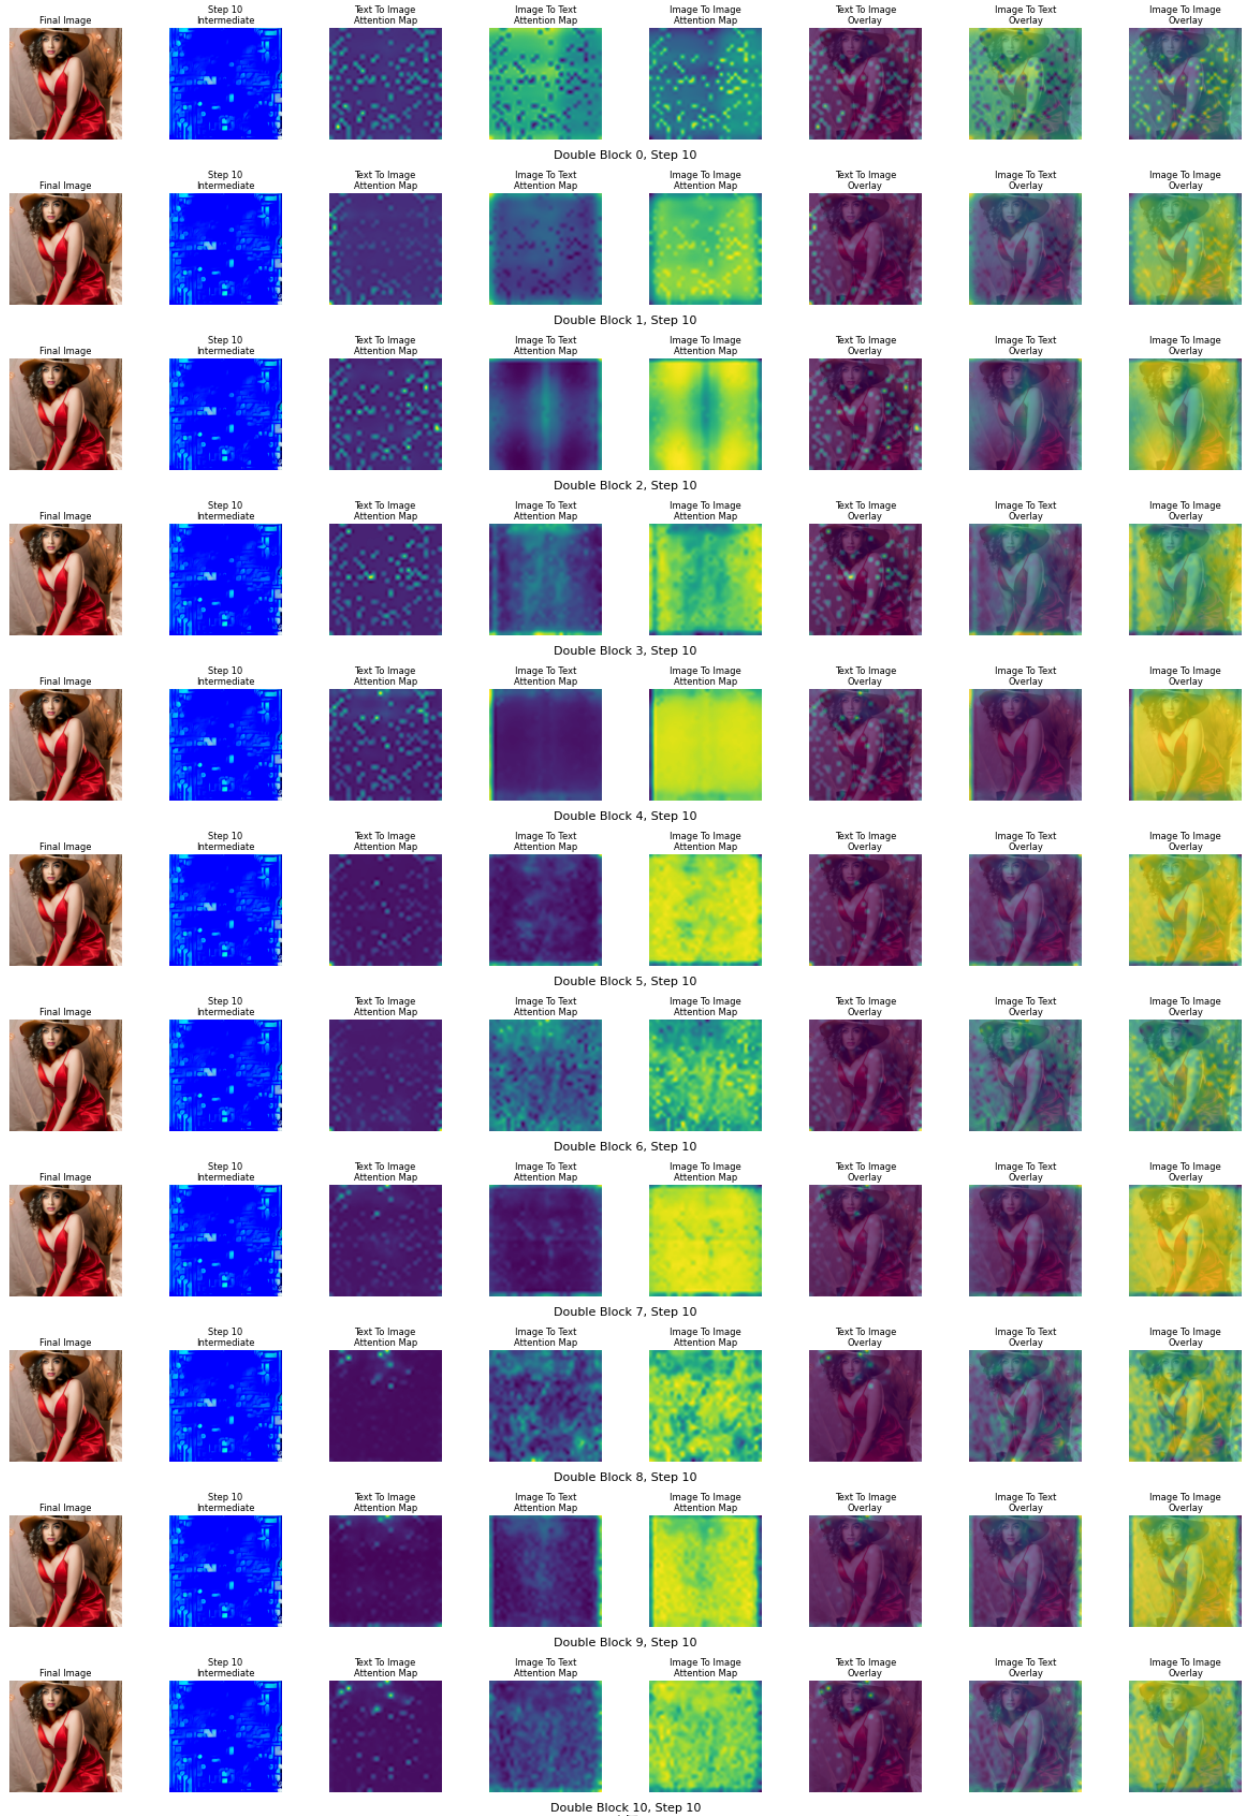 Step 10 Text To Image Image To Text Image To Image Text To Image Image To Text Image To Image
Final Image Intermediate Attention Map Attention Map Attention Map Overlay Overlay Overlay
Double Block 0, Step 10
Step 10 Text To Image Image To Text Image To Image Text To Image Image To Text Image To Image
Final Image Intermediate Attention Map Attention Map Attention Map Overlay Overlay Overlay
Double Block 1, Step 10
Step 10 Text To Image Image To Text Image To Image Text To Image Image To Text Image To Image
Final Image Intermediate Attention Map Attention Map Attention Map Overlay Overlay Overlay
Double Block 2, Step 10
Step 10 Text To Image Image To Text Image To Image Text To Image Image To Text Image To Image
Final Image Intermediate Attention Map Attention Map Attention Map Overlay Overlay Overlay
Double Block 3, Step 10
Step 10 Text To Image Image To Text Image To Image Text To Image Image To Text Image To Image
Final Image Intermediate Attention Map Attention Map Attention Map Overlay Overlay Overlay
Double Block 4, Step 10
Step 10 Text To Image Image To Text Image To Image Text To Image Image To Text Image To Image
Final Image Intermediate Attention Map Attention Map Attention Map Overlay Overlay Overlay
Double Block 5, Step 10
Step 10 Text To Image Image To Text Image To Image Text To Image Image To Text Image To Image
Final Image Intermediate Attention Map Attention Map Attention Map Overlay Overlay Overlay
Double Block 6, Step 10
Step 10 Text To Image Image To Text Image To Image Text To Image Image To Text Image To Image
Final Image Intermediate Attention Map Attention Map Attention Map Overlay Overlay Overlay
Double Block 7, Step 10
Step 10 Text To Image Image To Text Image To Image Text To Image Image To Text Image To Image
Final Image Intermediate Attention Map Attention Map Attention Map Overlay Overlay Overlay
Double Block 8, Step 10
Step 10 Text To Image Image To Text Image To Image Text To Image Image To Text Image To Image
Final Image Intermediate Attention Map Attention Map Attention Map Overlay Overlay Overlay
Double Block 9, Step 10
Step 10 Text To Image Image To Text Image To Image Text To Image Image To Text Image To Image
Final Image Intermediate Attention Map Attention Map Attention Map Overlay Overlay Overlay
Double Block 10, Step 10